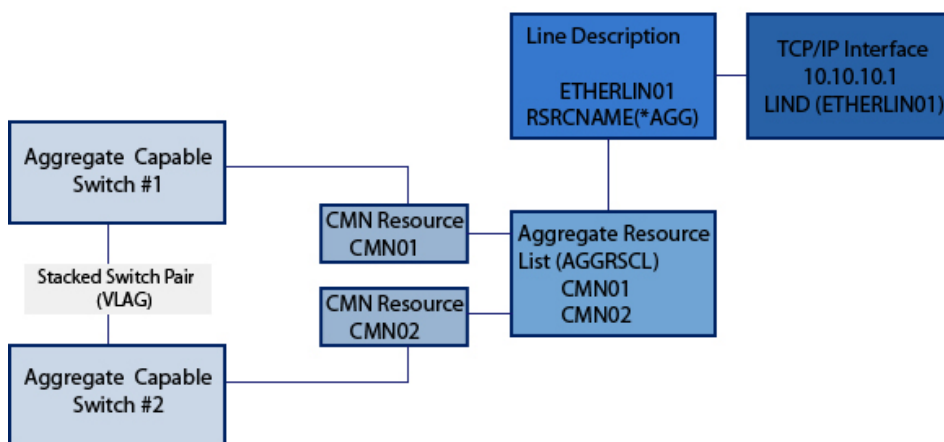 Line Description
ETHERLIN01
RSRCNAME(*AGG)
TCP/IP Interface
10.10.10.1
LIND (ETHERLIN01)
Aggregate Capable
Switch #1
CMN Resource
CMN01
Aggregate Resource
List (AGGRSCL)
CMN01
CMN02
Stacked Switch Pair
(VLAG)
CMN Resource
CMN02
Aggregate Capable
Switch #2